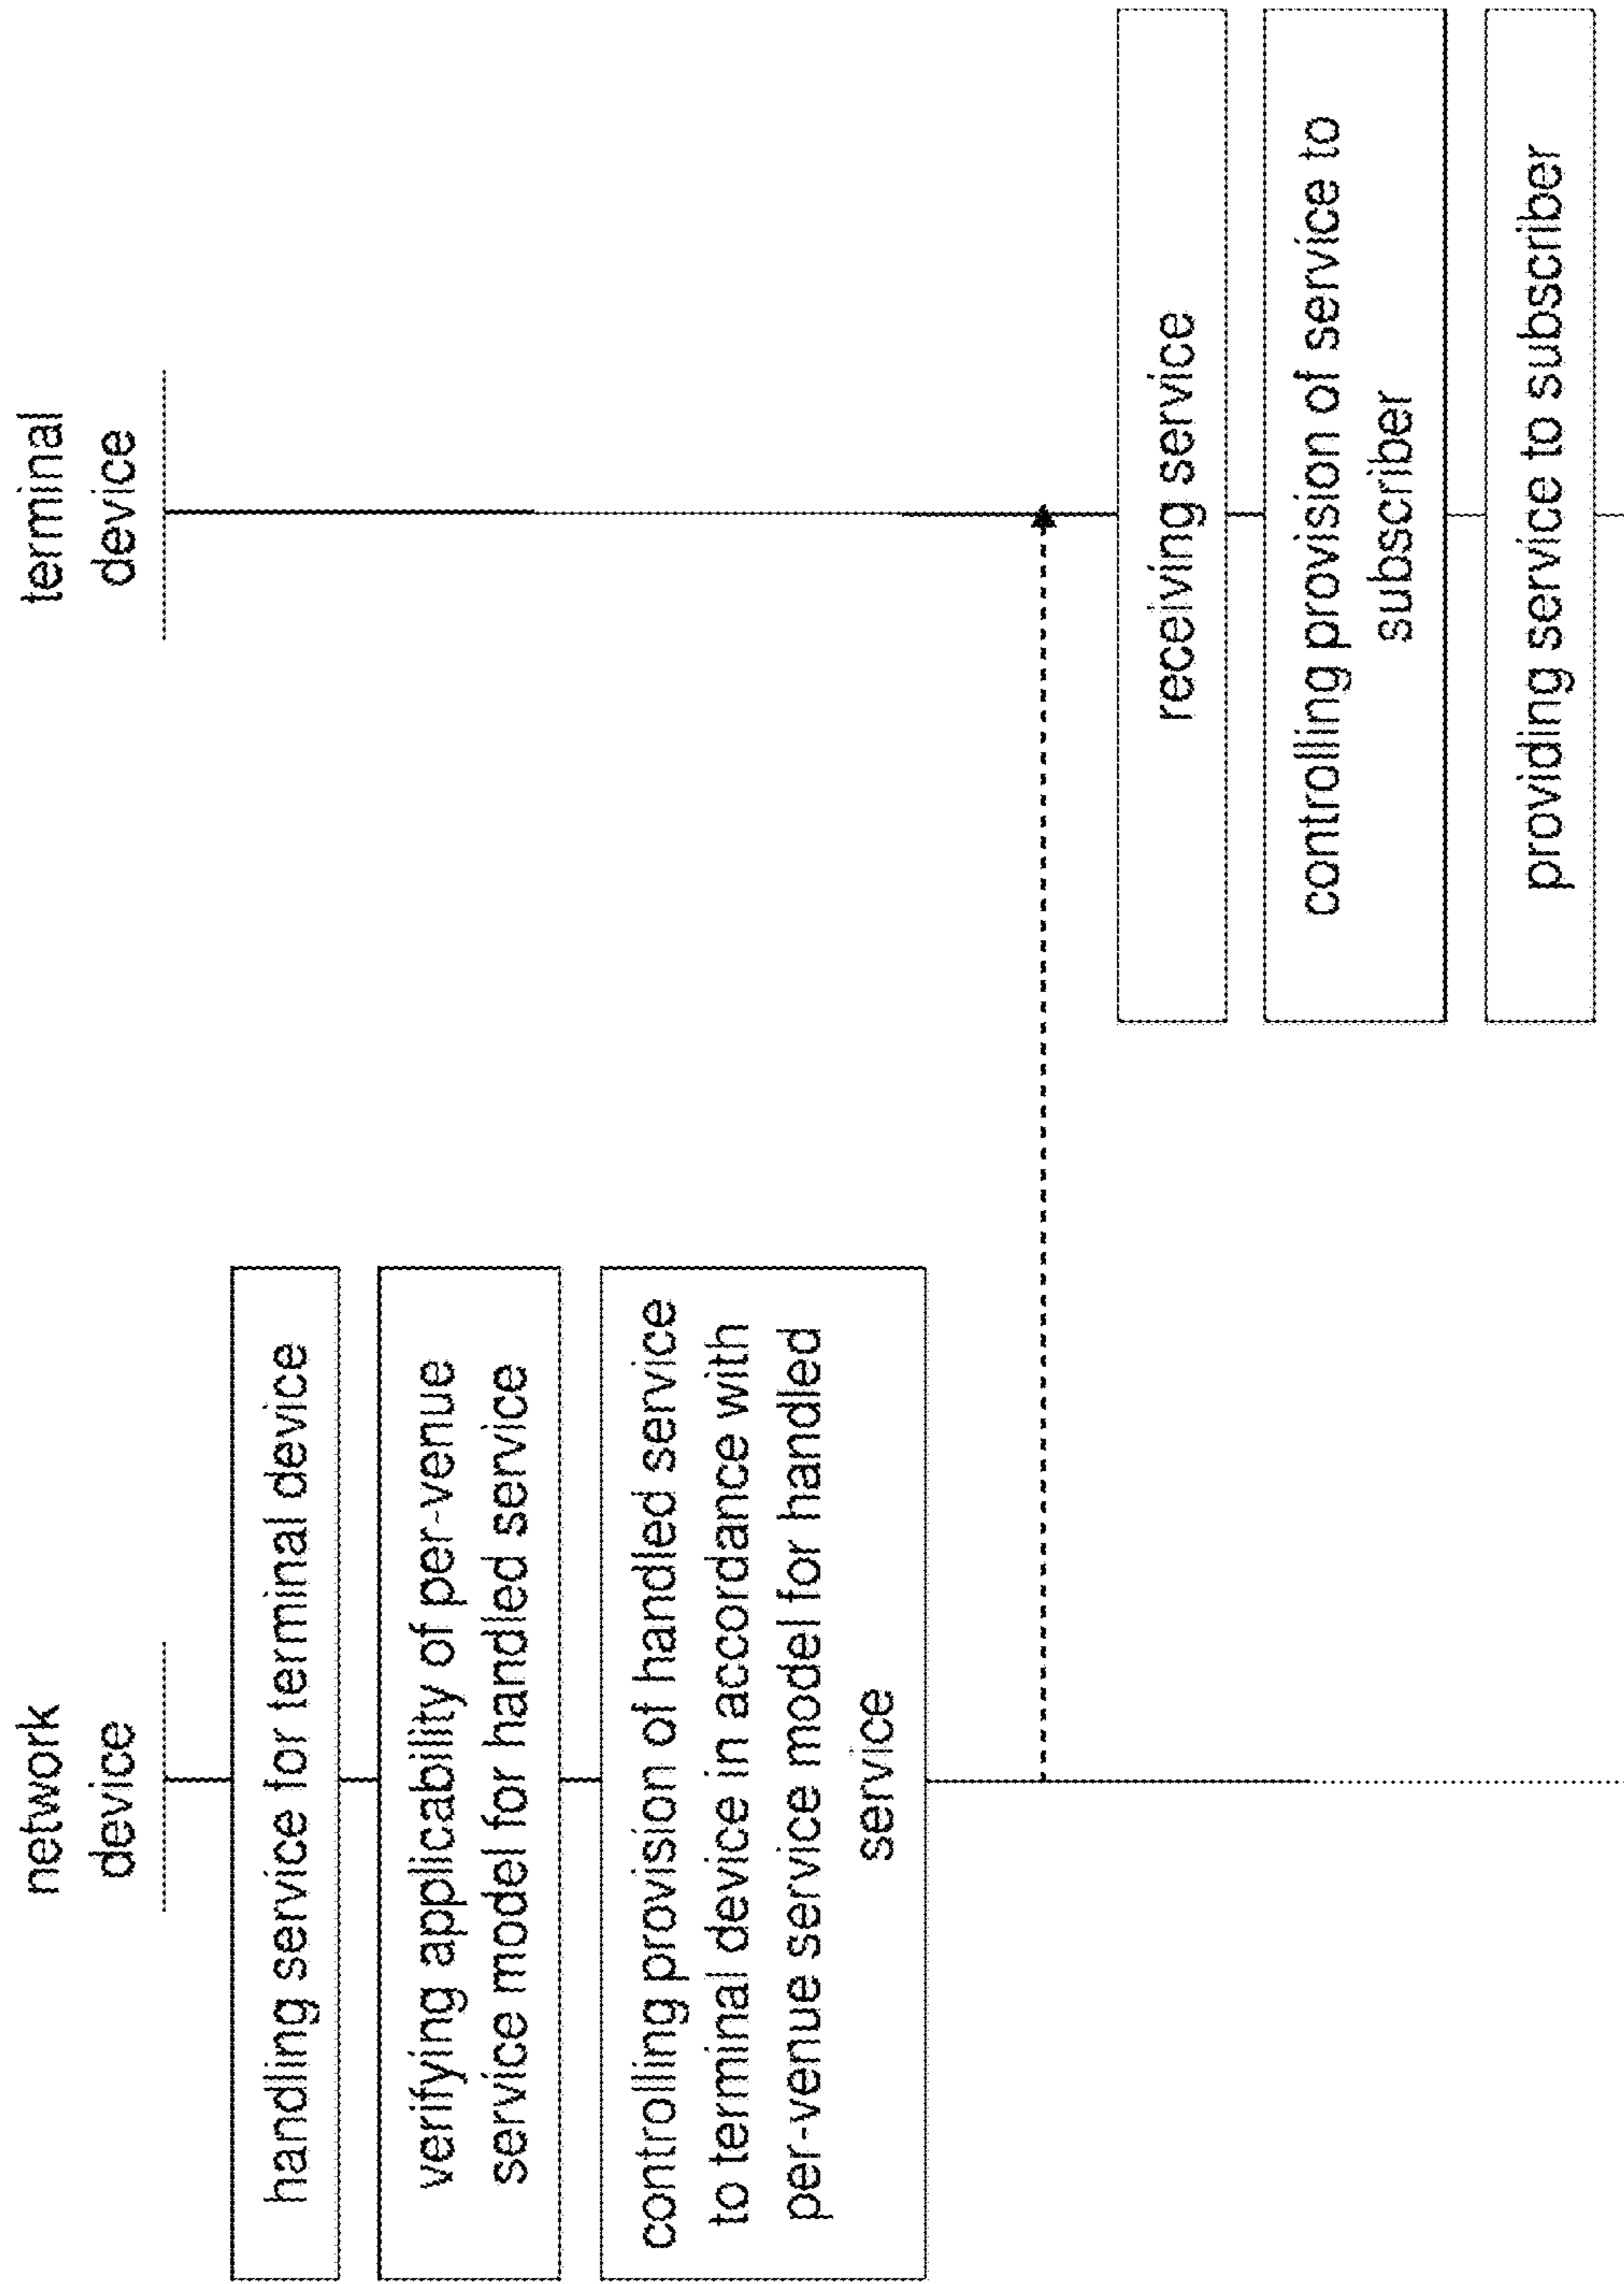 network
device
terminal
device
handling service for terminal device
verifying applicability of per-venue
service model for handled service
controlling provision of handled service
to terminal device in accordance with
per-venue service model for handled
service
receiving service
controlling provision of service to
subscriber
providing service to subscriber